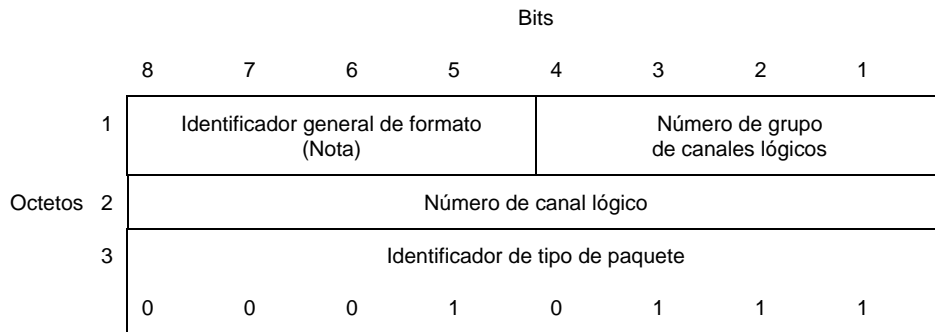 Bits
8 7 6 5 4 3 2 1
1 Identificador general de formato Número de grupo
(Nota) de canales lógicos
Octetos 2 Número de canal lógico
3 Identificador de tipo de paquete
0 0 0 1 0 1 1 1